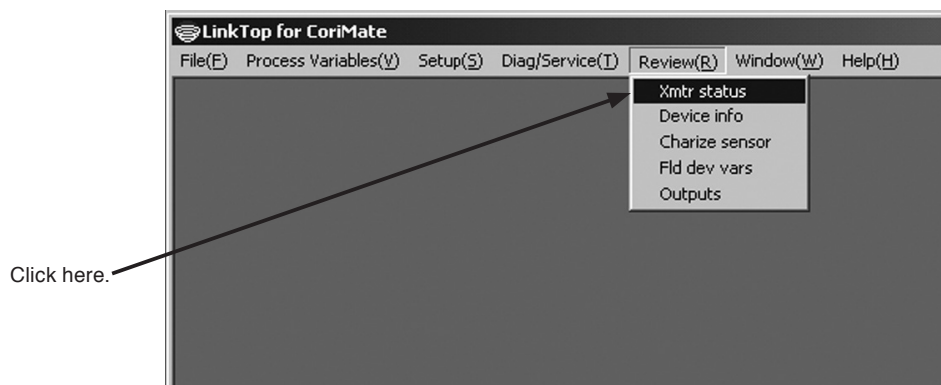 LinkTop for CoriMate
File(F) Process Variables(V) Setup(S) Diag/Service(T) Review(R) Window(W) Help(H)
Xmtr status
Device info
Charize sensor
Fld dev vars
Outputs
Click here.